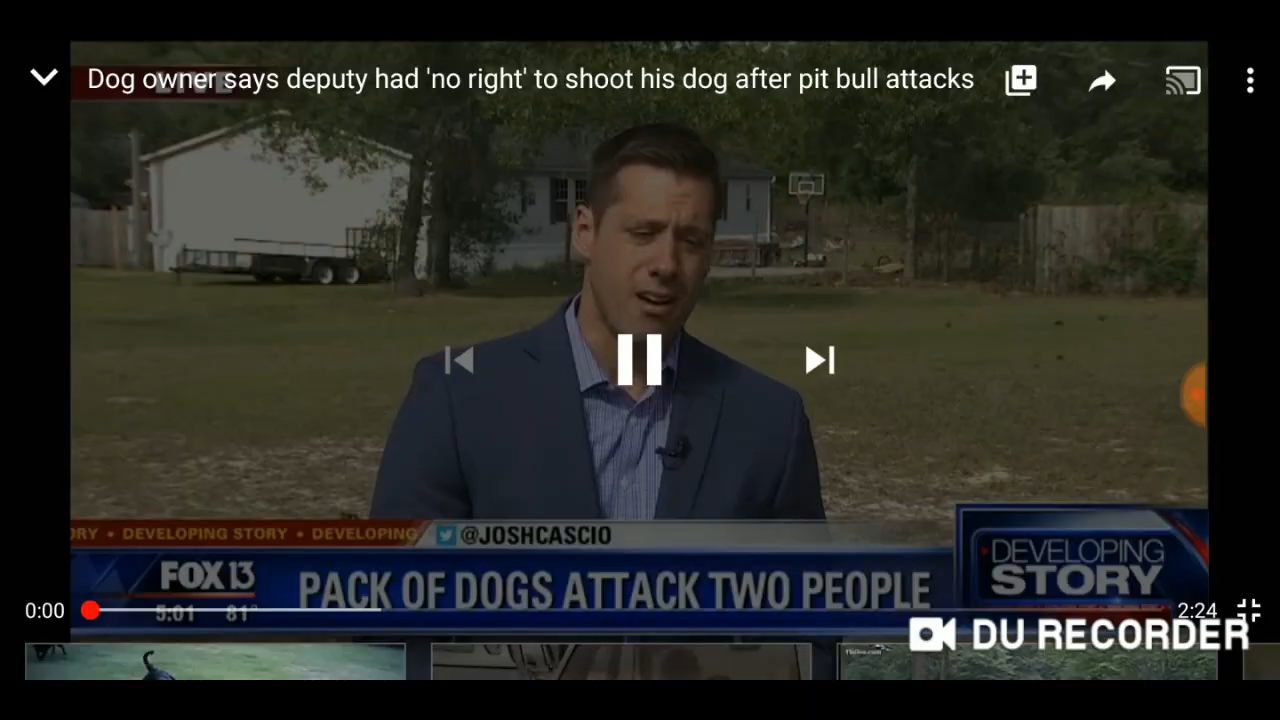 Dog owner says deputy had 'no right' to shoot his dog after pit bull attacks
LIVE
ORY • DEVELOPING STORY • DEVELOPING
@JOSHCASCIO
DEVELOPING
STORY
FOX 13
PACK OF DOGS ATTACK TWO PEOPLE
0:00
5:01 81°
2:24
DU RECORDER